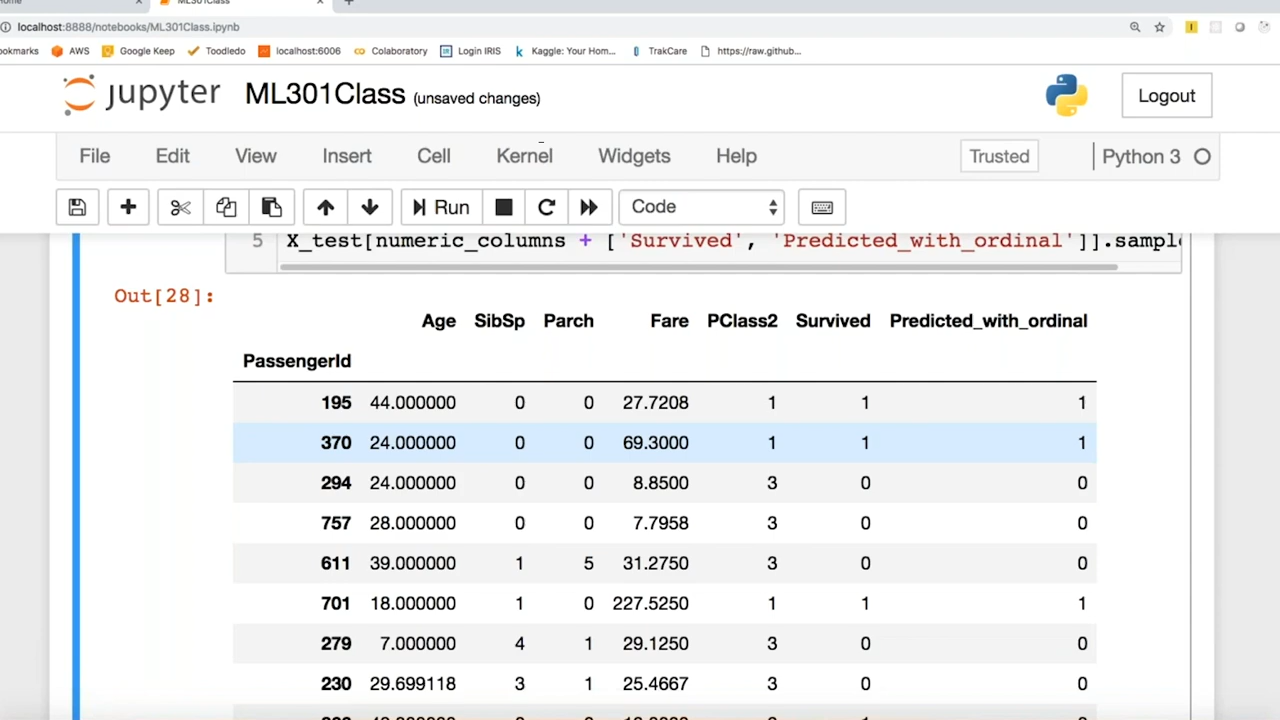 ML301Class
localhost:8888/notebooks/ML301Class.ipynb
AWS Google Keep Toodledo localhost:6006 Colaboratory Login IRIS Kaggle: Your Hom... TrakCare https://raw.github...
jupyter ML301Class (unsaved changes) Logout
File Edit View Insert Cell Kernel Widgets Help Trusted Python 3
Run Code
5 X_test[numeric_columns + ['Survived', 'Predicted_with_ordinal']].sampl
Out[28]:
Age SibSp Parch Fare PClass2 Survived Predicted_with_ordinal
PassengerId
195 44.000000 0 0 27.7208 1 1 1
370 24.000000 0 0 69.3000 1 1 1
294 24.000000 0 0 8.8500 3 0 0
757 28.000000 0 0 7.7958 3 0 0
611 39.000000 1 5 31.2750 3 0 0
701 18.000000 1 0 227.5250 1 1 1
279 7.000000 4 1 29.1250 3 0 0
230 29.699118 3 1 25.4667 3 0 0